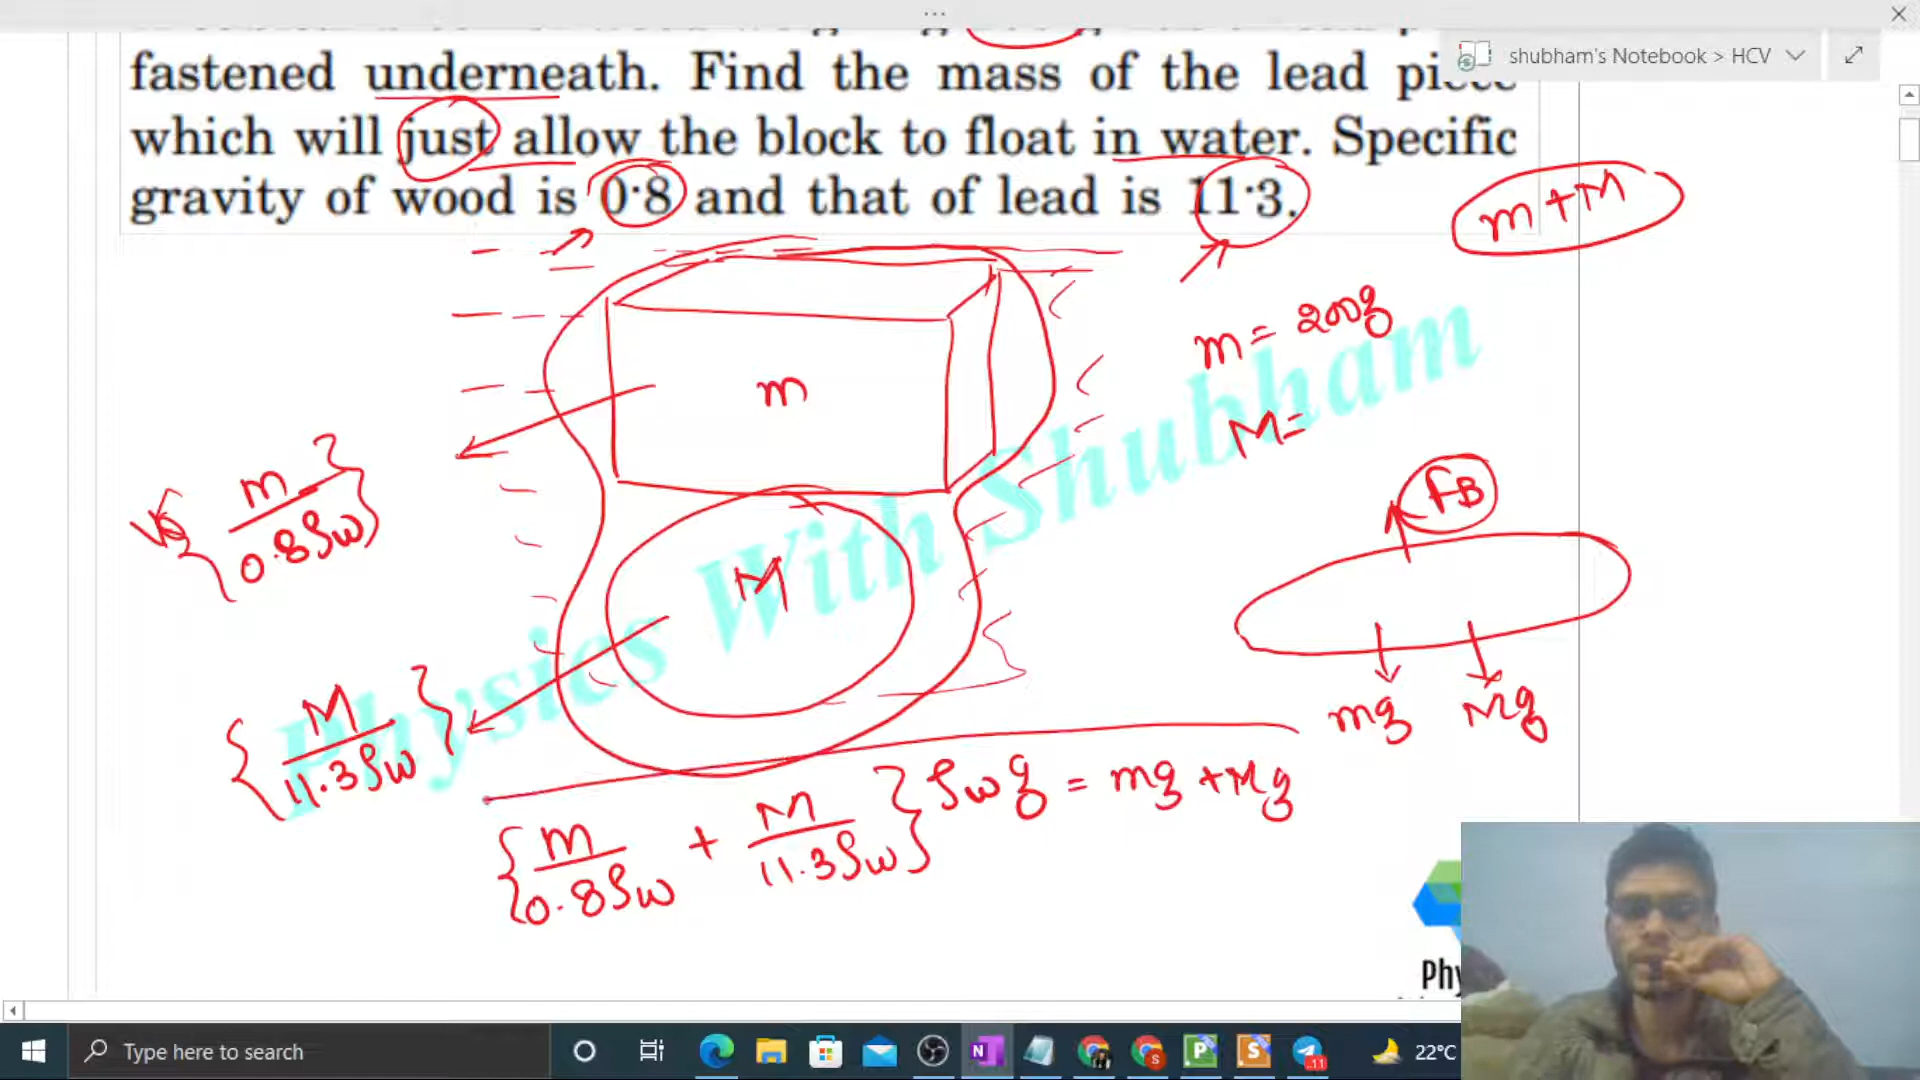 shubham's Notebook > HCV
fastened underneath. Find the mass of the lead piece
which will just allow the block to float in water. Specific
gravity of wood is 0·8 and that of lead is 11·3.
m+M
m = 200g
m
M =
m
0.8ρw
FB
M
M
11.3ρw
mg Mg
{ m/0.8ρw + M/11.3ρw } ρw g = mg + Mg
Physics With Shubham
Phy
Type here to search
22°C